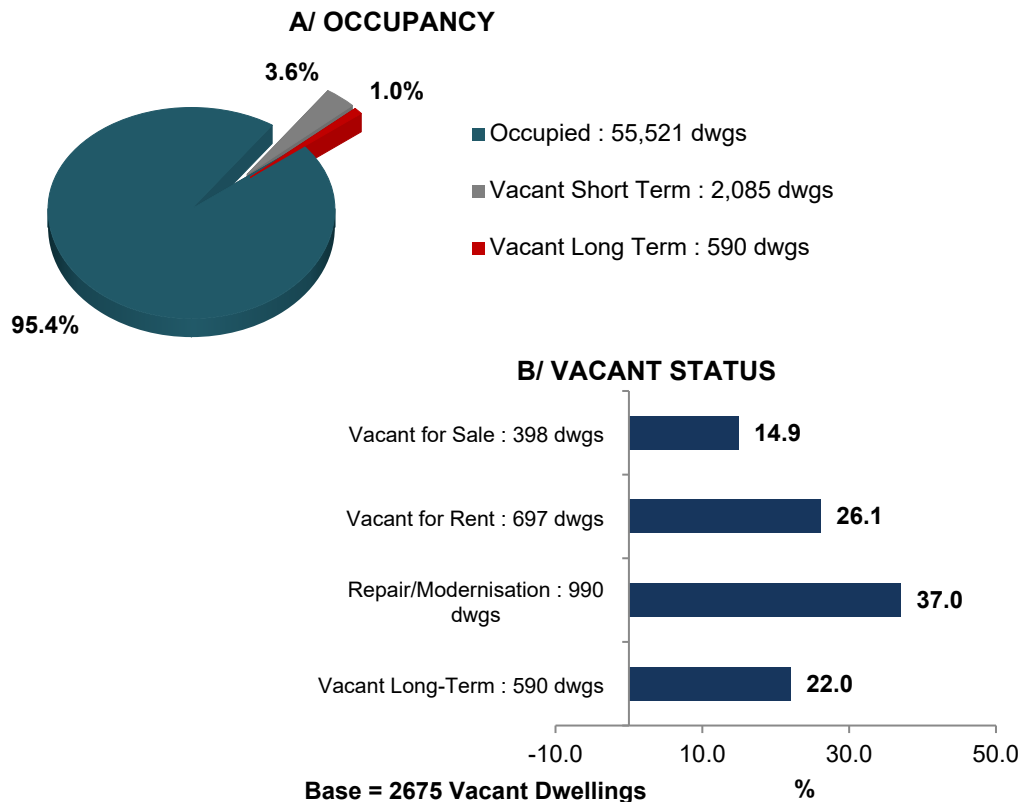 A/ OCCUPANCY
3.6%
1.0%
95.4%
Occupied : 55,521 dwgs
Vacant Short Term : 2,085 dwgs
Vacant Long Term : 590 dwgs
B/ VACANT STATUS
Vacant for Sale : 398 dwgs
14.9
Vacant for Rent : 697 dwgs
26.1
Repair/Modernisation : 990
dwgs
37.0
Vacant Long-Term : 590 dwgs
22.0
-10.0 10.0 30.0 50.0
Base = 2675 Vacant Dwellings %